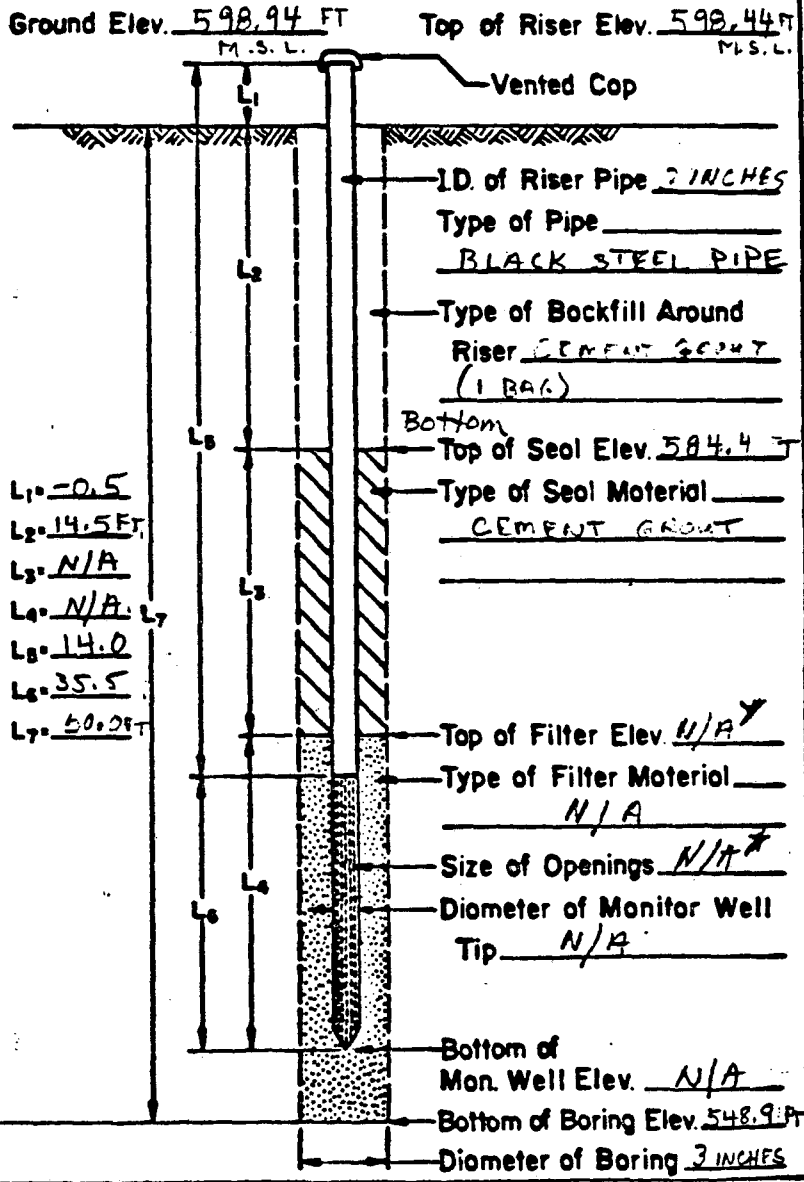 Ground Elev. 598.94 FT Top of Riser Elev. 598.44 FT
M.S.L. M.S.L.
Vented Cap
L1
I.D. of Riser Pipe INCHES
Type of Pipe
BLACK STEEL PIPE
L2
Type of Backfill Around
Riser CEMENT GROUT
(1 BAG)
Bottom
L5
Top of Seal Elev. 584.4 FT
L1= -0.5
Type of Seal Material
L2= 14.5 FT.
CEMENT GROUT
L3= N/A
L3
L4= N/A
L7
L5= 14.0
L6= 35.5
L7= 50.0 FT
Top of Filter Elev. N/A*
Type of Filter Material
N/A
Size of Openings N/A*
L4
L6
Diameter of Monitor Well
Tip N/A
Bottom of
Mon. Well Elev. N/A
Bottom of Boring Elev. 548.9 FT
Diameter of Boring 3 INCHES